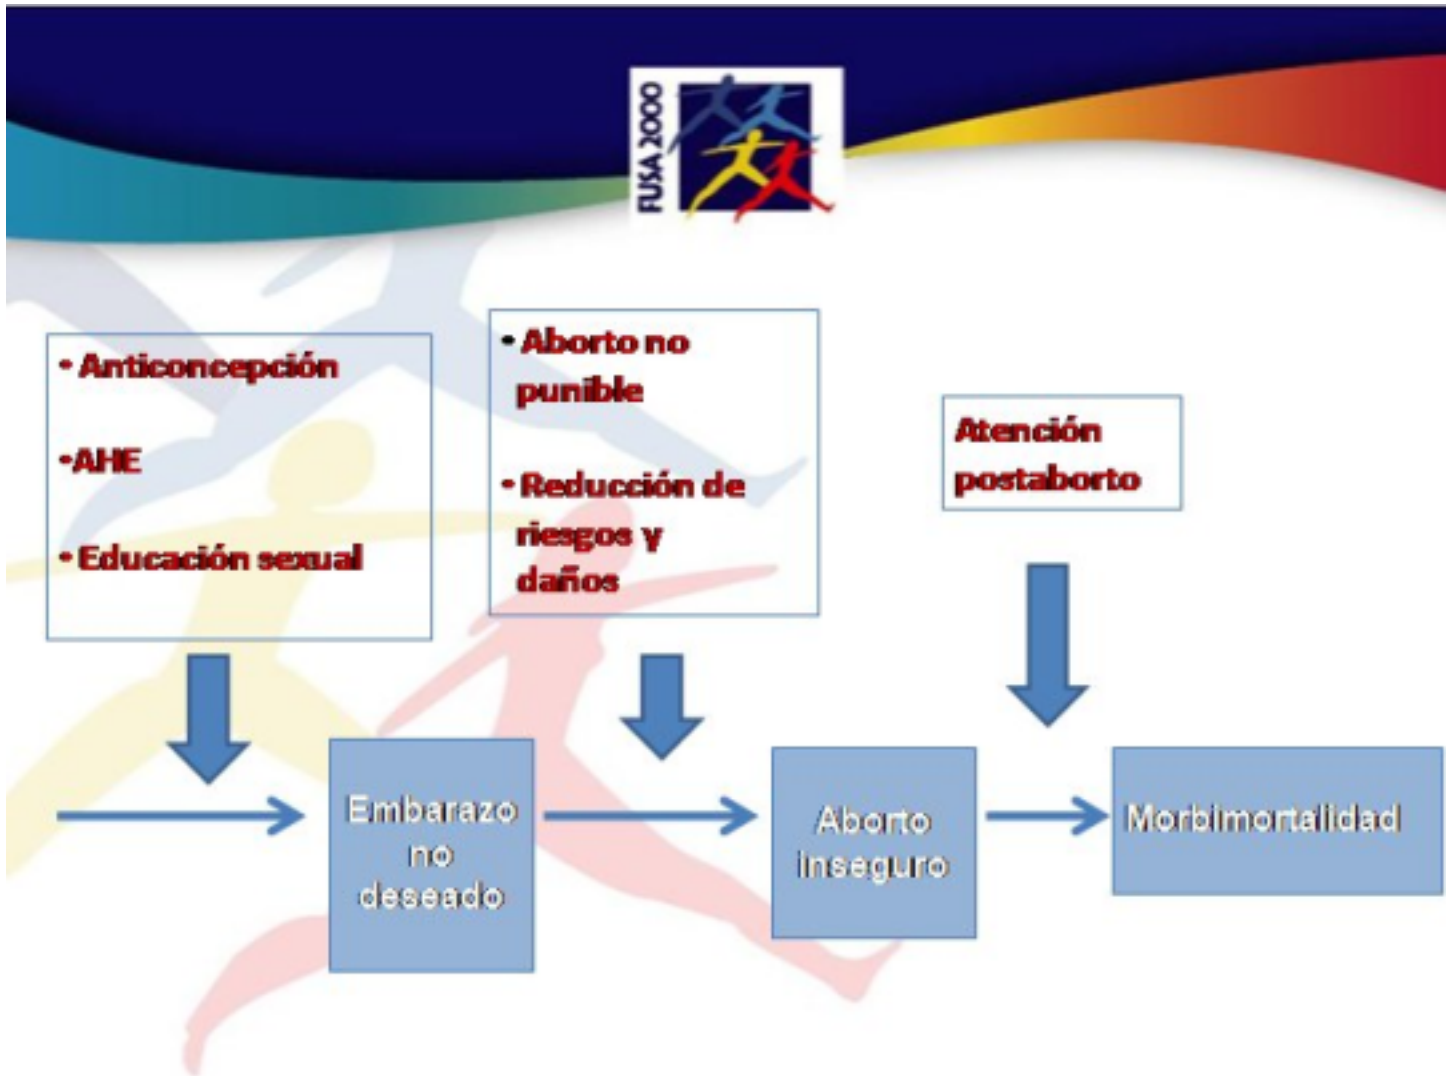 FUSA 2000
• Anticoncepción
•AHE
• Educación sexual
• Aborto no
punible
• Reducción de
riesgos y
daños
Atención
postaborto
Embarazo
no
deseado
Aborto
inseguro
Morbimortalidad